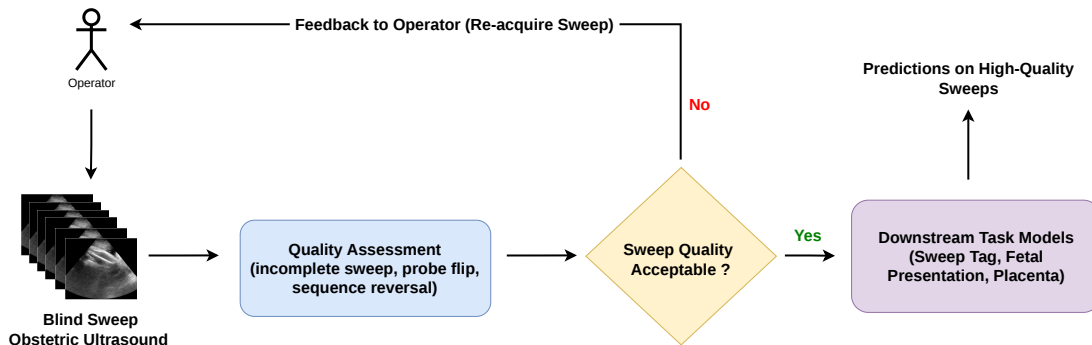 Feedback to Operator (Re-acquire Sweep)
Operator
Predictions on High-Quality
Sweeps
No
Quality Assessment
(incomplete sweep, probe flip,
sequence reversal)
Sweep Quality
Acceptable ?
Yes
Downstream Task Models
(Sweep Tag, Fetal
Presentation, Placenta)
Blind Sweep
Obstetric Ultrasound